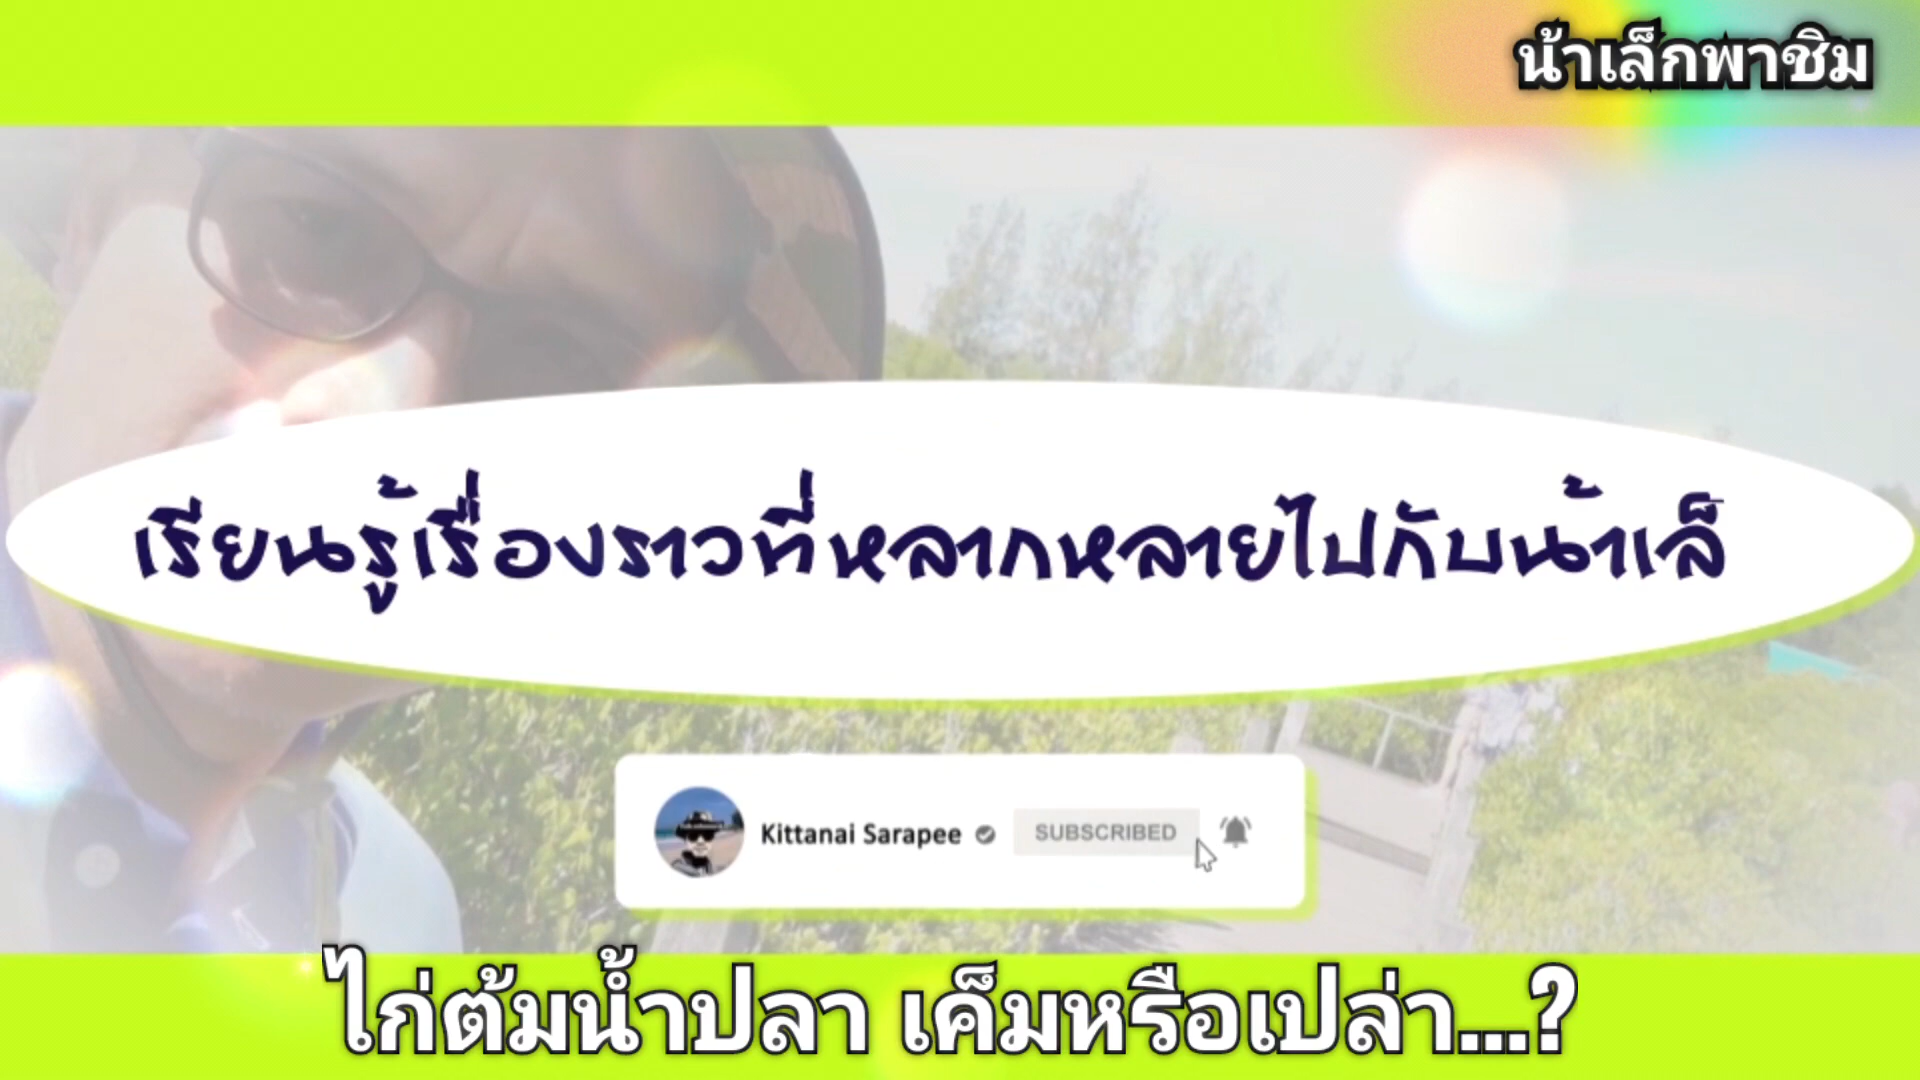 น้าเล็กพาชิม
เรียนรู้เรื่องราวที่หลากหลายไปกับน้าเล็
Kittanai Sarapee
SUBSCRIBED
ไก่ต้มน้ำปลา เค็มหรือเปล่า...?